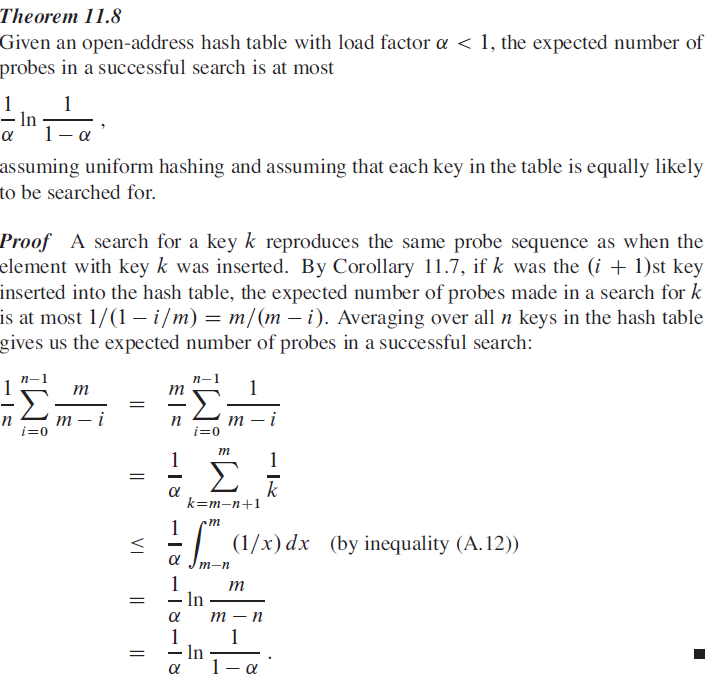 Theorem 11.8
Given an open-address hash table with load factor α < 1, the expected number of
probes in a successful search is at most
1/α ln 1/(1 − α) ,
assuming uniform hashing and assuming that each key in the table is equally likely
to be searched for.
Proof A search for a key k reproduces the same probe sequence as when the
element with key k was inserted. By Corollary 11.7, if k was the (i + 1)st key
inserted into the hash table, the expected number of probes made in a search for k
is at most 1/(1 − i/m) = m/(m − i). Averaging over all n keys in the hash table
gives us the expected number of probes in a successful search:
1/n ∑_{i=0}^{n−1} m/(m − i) = m/n ∑_{i=0}^{n−1} 1/(m − i)
= 1/α ∑_{k=m−n+1}^{m} 1/k
≤ 1/α ∫_{m−n}^{m} (1/x) dx (by inequality (A.12))
= 1/α ln m/(m − n)
= 1/α ln 1/(1 − α) . ■